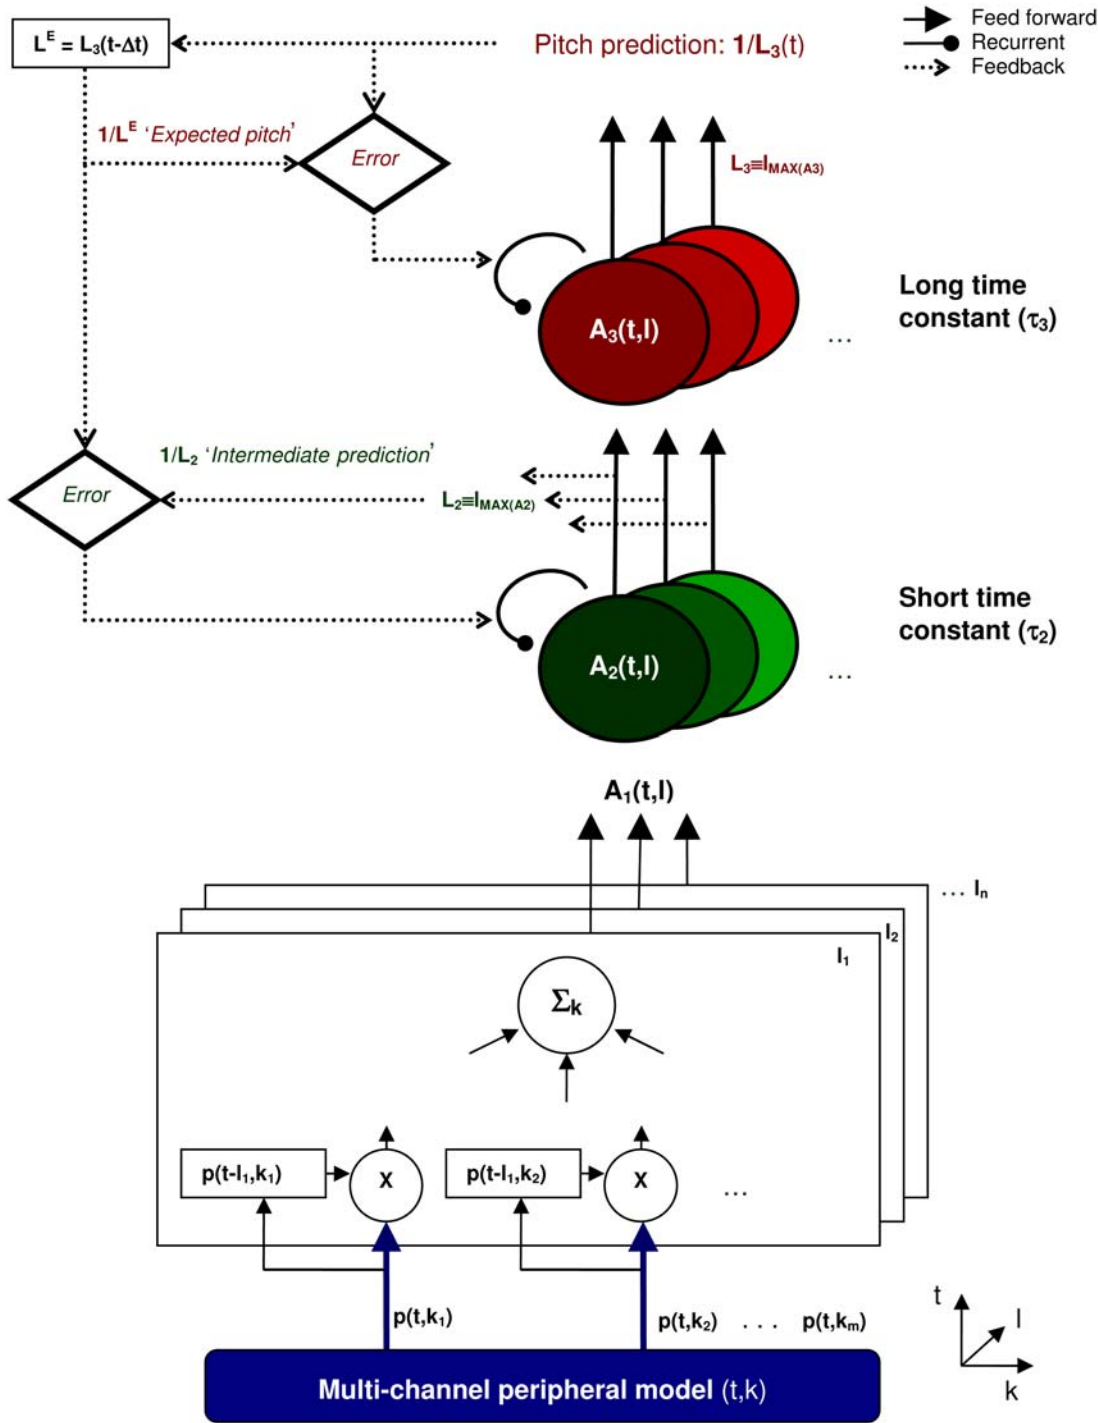 L^E = L₃(t-Δt)
Pitch prediction: 1/L₃(t)
Feed forward
Recurrent
Feedback
1/L^E 'Expected pitch'
Error
L₃≡l_MAX(A3)
A₃(t,l)
...
Long time
constant (τ₃)
1/L₂ 'Intermediate prediction'
Error
L₂≡l_MAX(A2)
A₂(t,l)
...
Short time
constant (τ₂)
A₁(t,l)
... lₙ
l₂
l₁
Σₖ
p(t-l₁,k₁)
X
p(t-l₁,k₂)
X
...
p(t,k₁)
p(t,k₂) . . . p(t,kₘ)
t
l
k
Multi-channel peripheral model (t,k)